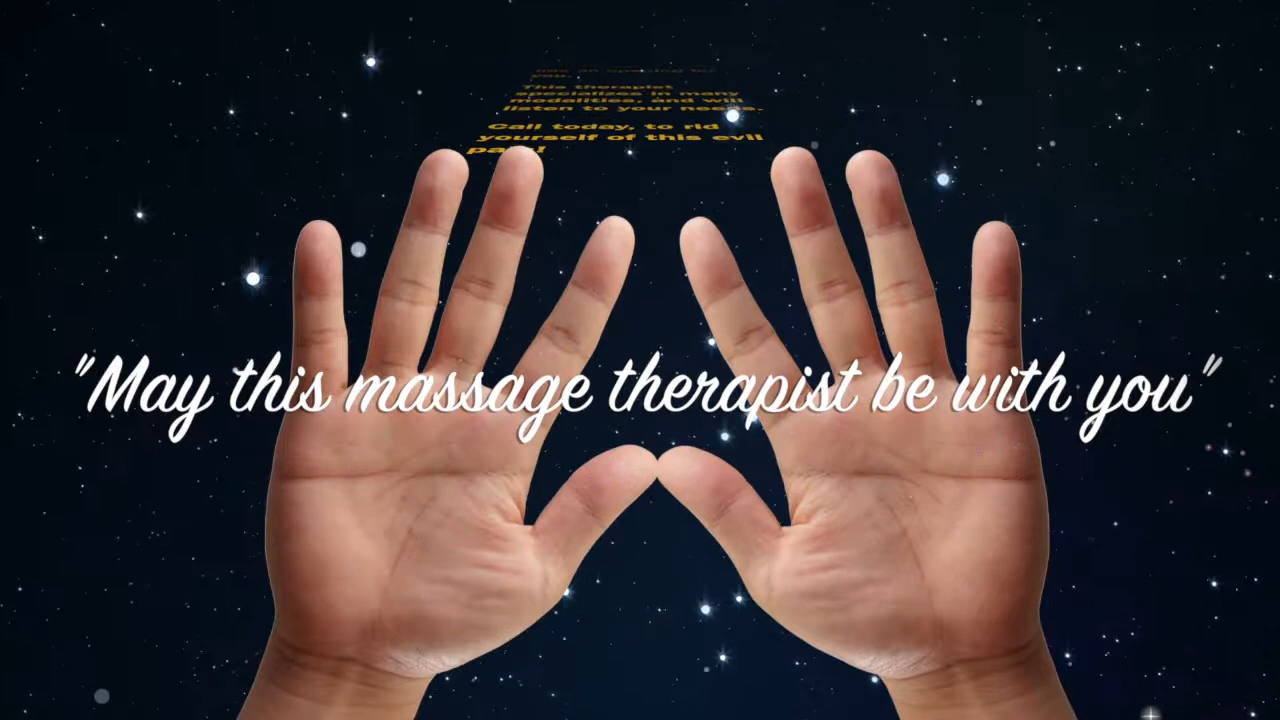 you.
This therapist
specializes in many
modalities, and will
listen to your needs.
Call today, to rid
yourself of this evil
"May this massage therapist be with you"